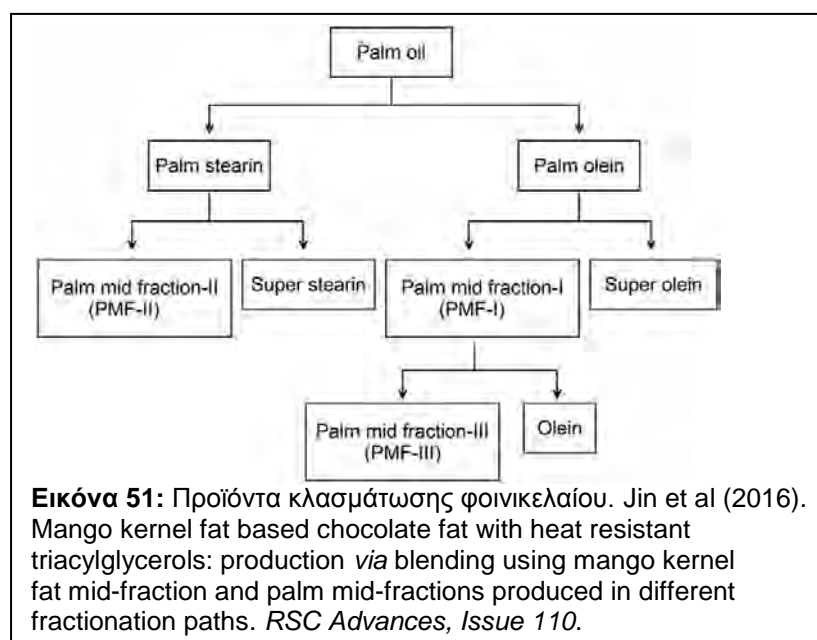 Palm oil
Palm stearin
Palm olein
Palm mid fraction-II
(PMF-II)
Super stearin
Palm mid fraction-I
(PMF-I)
Super olein
Palm mid fraction-III
(PMF-III)
Olein
Εικόνα 51: Προϊόντα κλασμάτωσης φοινικελαίου. Jin et al (2016).
Mango kernel fat based chocolate fat with heat resistant
triacylglycerols: production via blending using mango kernel
fat mid-fraction and palm mid-fractions produced in different
fractionation paths. RSC Advances, Issue 110.